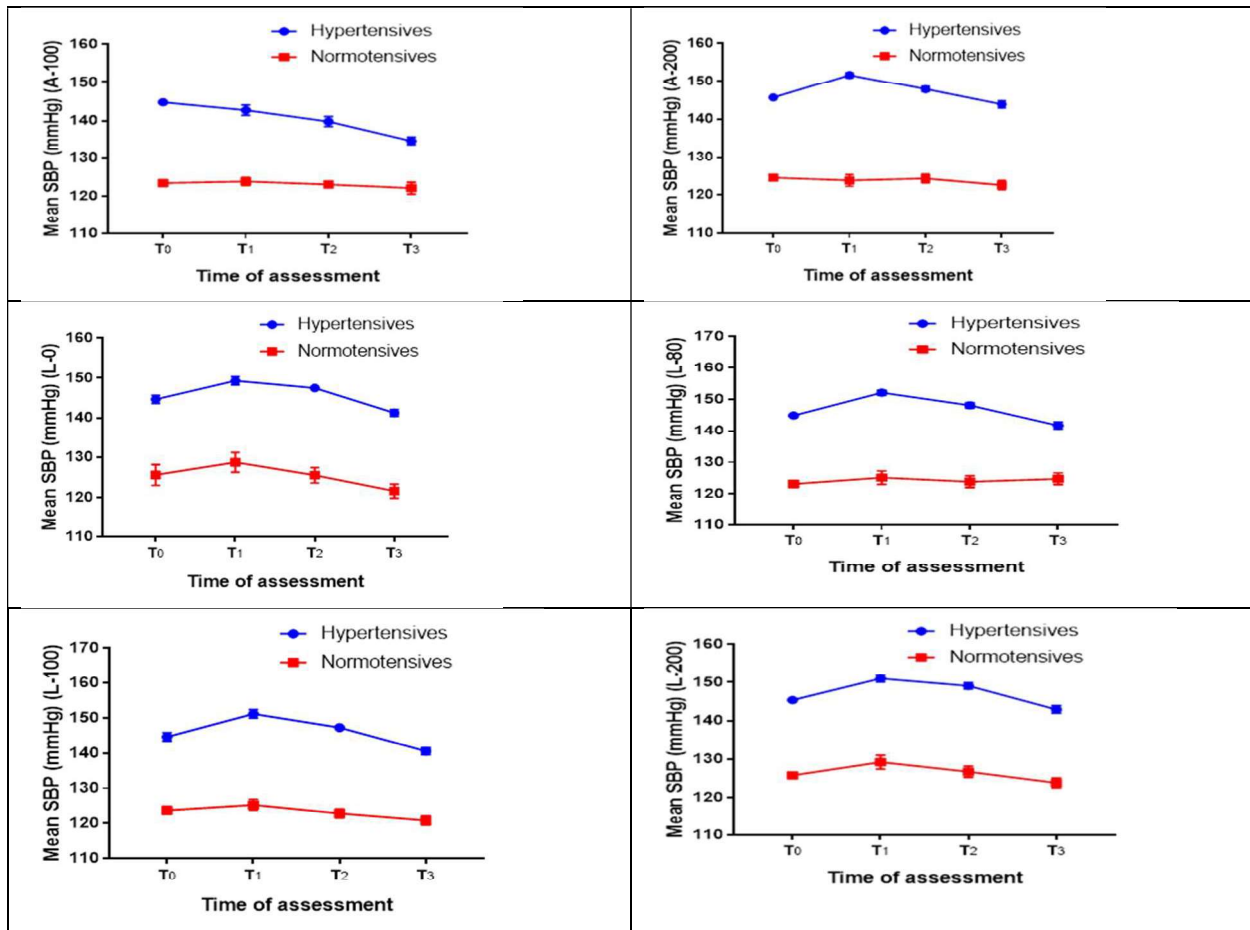 Hypertensives
Normotensives
Mean SBP (mmHg) (A-100)
160
150
140
130
120
110
T0 T1 T2 T3
Time of assessment
Hypertensives
Normotensives
Mean SBP (mmHg) (A-200)
160
150
140
130
120
110
T0 T1 T2 T3
Time of assessment
Hypertensives
Normotensives
Mean SBP (mmHg) (L-0)
160
150
140
130
120
110
T0 T1 T2 T3
Time of assessment
Hypertensives
Normotensives
Mean SBP (mmHg) (L-80)
170
160
150
140
130
120
110
T0 T1 T2 T3
Time of assessment
Hypertensives
Normotensives
Mean SBP (mmHg) (L-100)
170
160
150
140
130
120
110
T0 T1 T2 T3
Time of assessment
Hypertensives
Normotensives
Mean SBP (mmHg) (L-200)
160
150
140
130
120
110
T0 T1 T2 T3
Time of assessment